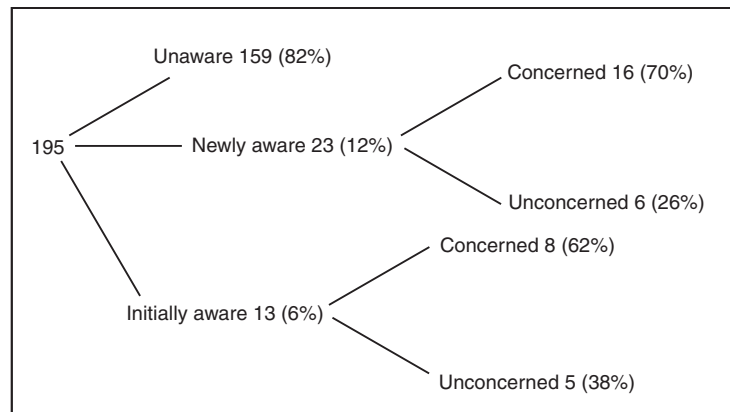 Unaware 159 (82%)
Concerned 16 (70%)
195
Newly aware 23 (12%)
Unconcerned 6 (26%)
Concerned 8 (62%)
Initially aware 13 (6%)
Unconcerned 5 (38%)